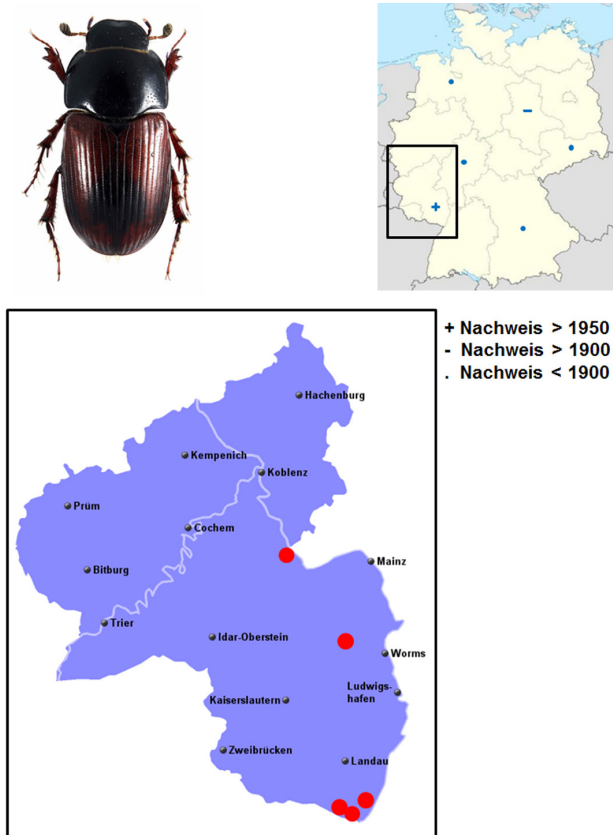 + Nachweis > 1950
- Nachweis > 1900
. Nachweis < 1900
Hachenburg
Kempenich
Koblenz
Prüm
Cochem
Mainz
Bitburg
Trier
Idar-Oberstein
Worms
Ludwigs-
hafen
Kaiserslautern
Zweibrücken
Landau